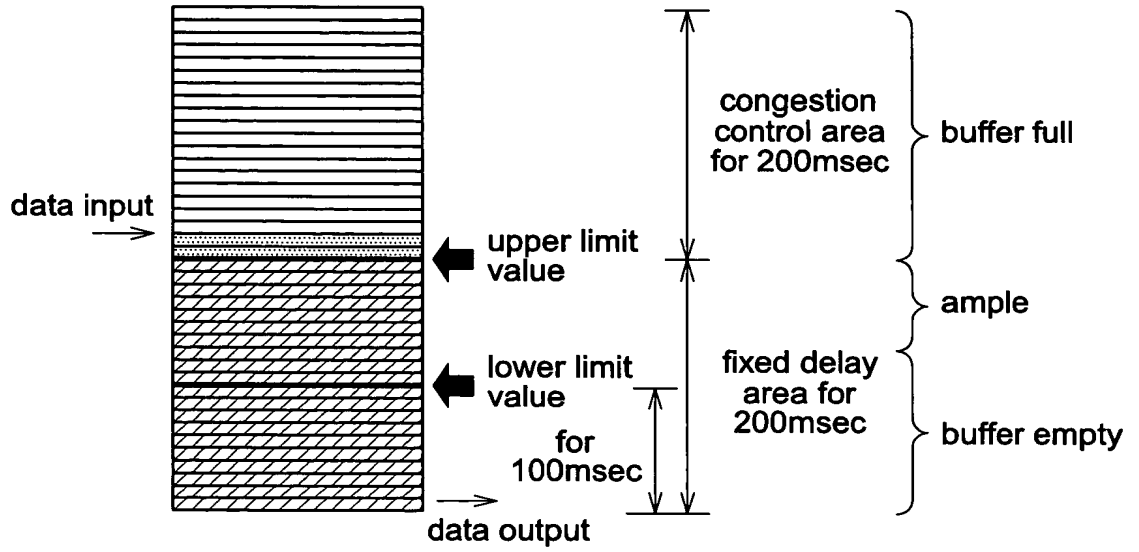 congestion
control area
for 200msec
buffer full
data input
upper limit
value
ample
lower limit
value
fixed delay
area for
200msec
for
100msec
buffer empty
data output